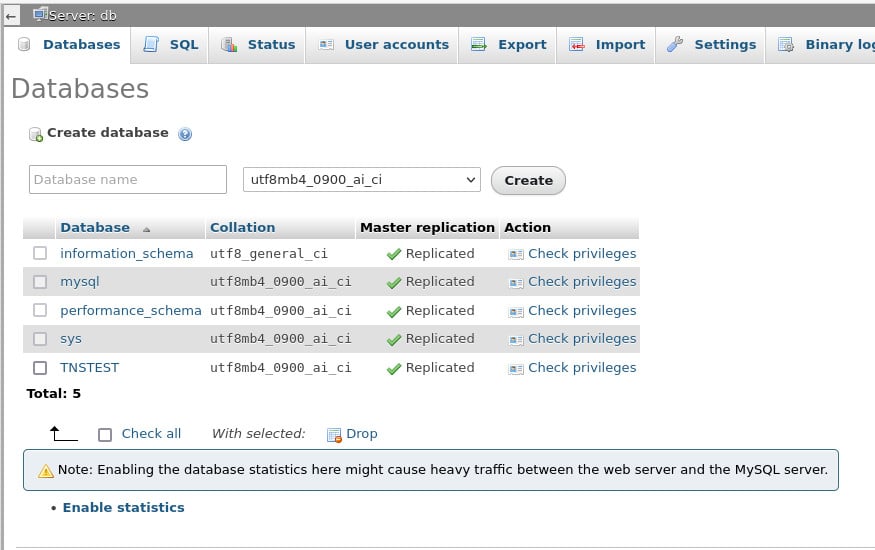 Server: db
Databases SQL Status User accounts Export Import Settings Binary log
Databases
Create database
Database name utf8mb4_0900_ai_ci Create
Database Collation Master replication Action
information_schema utf8_general_ci Replicated Check privileges
mysql utf8mb4_0900_ai_ci Replicated Check privileges
performance_schema utf8mb4_0900_ai_ci Replicated Check privileges
sys utf8mb4_0900_ai_ci Replicated Check privileges
TNSTEST utf8mb4_0900_ai_ci Replicated Check privileges
Total: 5
Check all With selected: Drop
Note: Enabling the database statistics here might cause heavy traffic between the web server and the MySQL server.
• Enable statistics